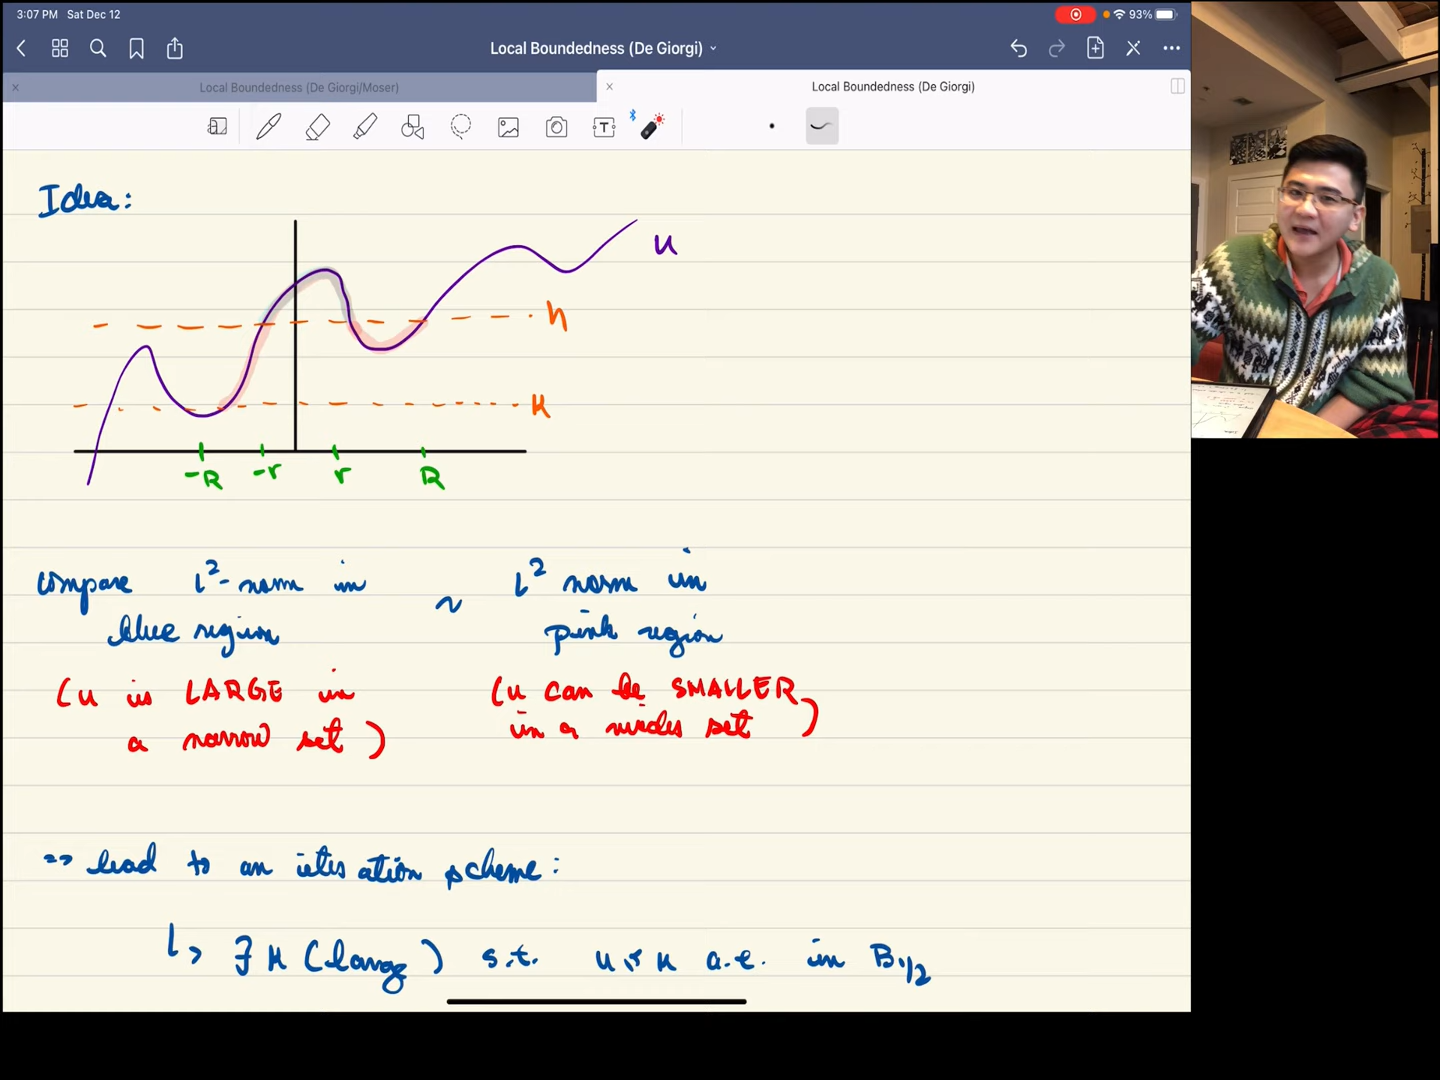 3:07 PM Sat Dec 12
93%
Local Boundedness (De Giorgi)
Local Boundedness (De Giorgi/Moser)
Local Boundedness (De Giorgi)
Idea:
u
h
k
-R -r r R
compare L²-norm in ~ L² norm in
blue region pink region
(u is LARGE in (u can be SMALLER
a narrow set) in a wider set)
=> lead to an iteration scheme:
↳ ∃ k (large) s.t. u ≤ k a.e. in B₁/₂